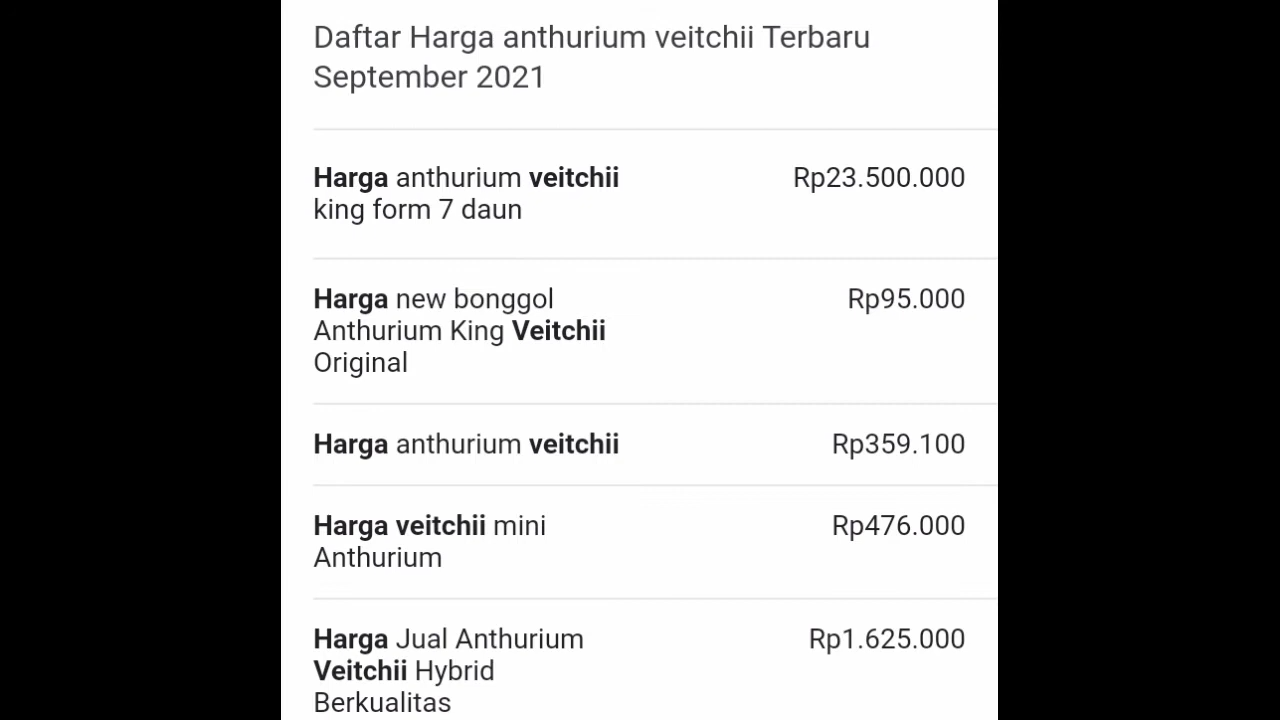 Daftar Harga anthurium veitchii Terbaru
September 2021
Harga anthurium veitchii Rp23.500.000
king form 7 daun
Harga new bonggol Rp95.000
Anthurium King Veitchii
Original
Harga anthurium veitchii Rp359.100
Harga veitchii mini Rp476.000
Anthurium
Harga Jual Anthurium Rp1.625.000
Veitchii Hybrid
Berkualitas